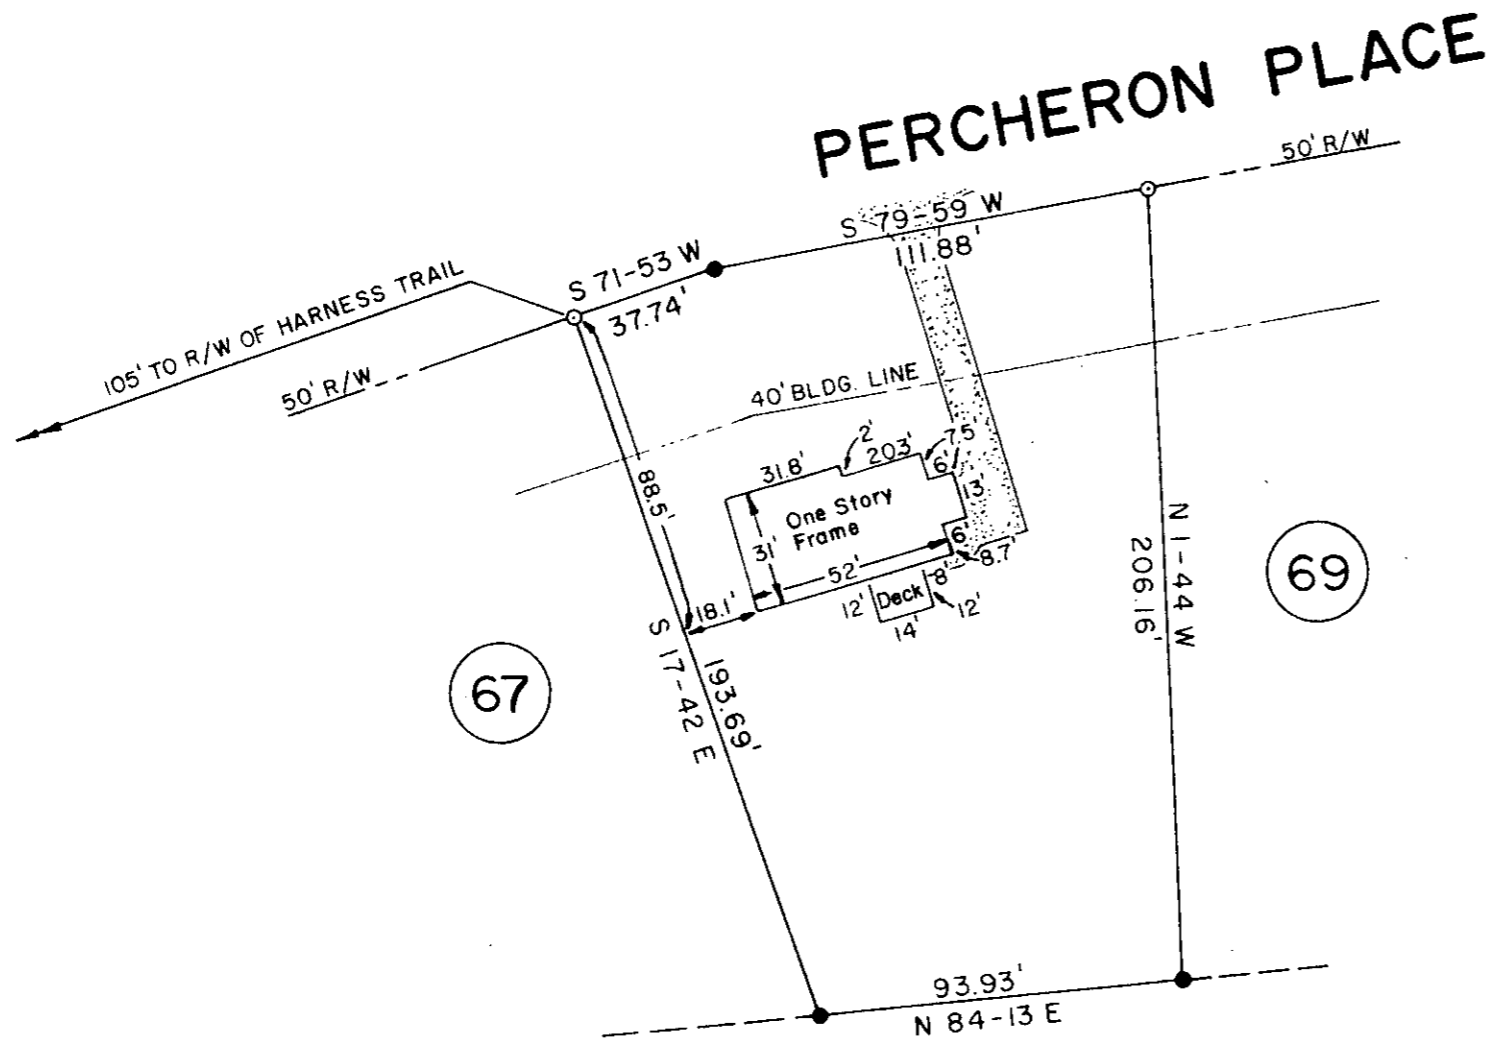 PERCHERON PLACE
50' R/W
S 79-59 W
111.88'
S 71-53 W
37.74'
105' TO R/W OF HARNESS TRAIL
50' R/W
40' BLDG. LINE
2'
7.5'
20.3'
6'
31.8'
13'
88.5'
One Story
Frame
31'
6'
8.7'
52'
8'
18.1'
12'
Deck
12'
14'
N 1-44 W
206.16'
69
67
S 17-42 E
193.69'
93.93'
N 84-13 E